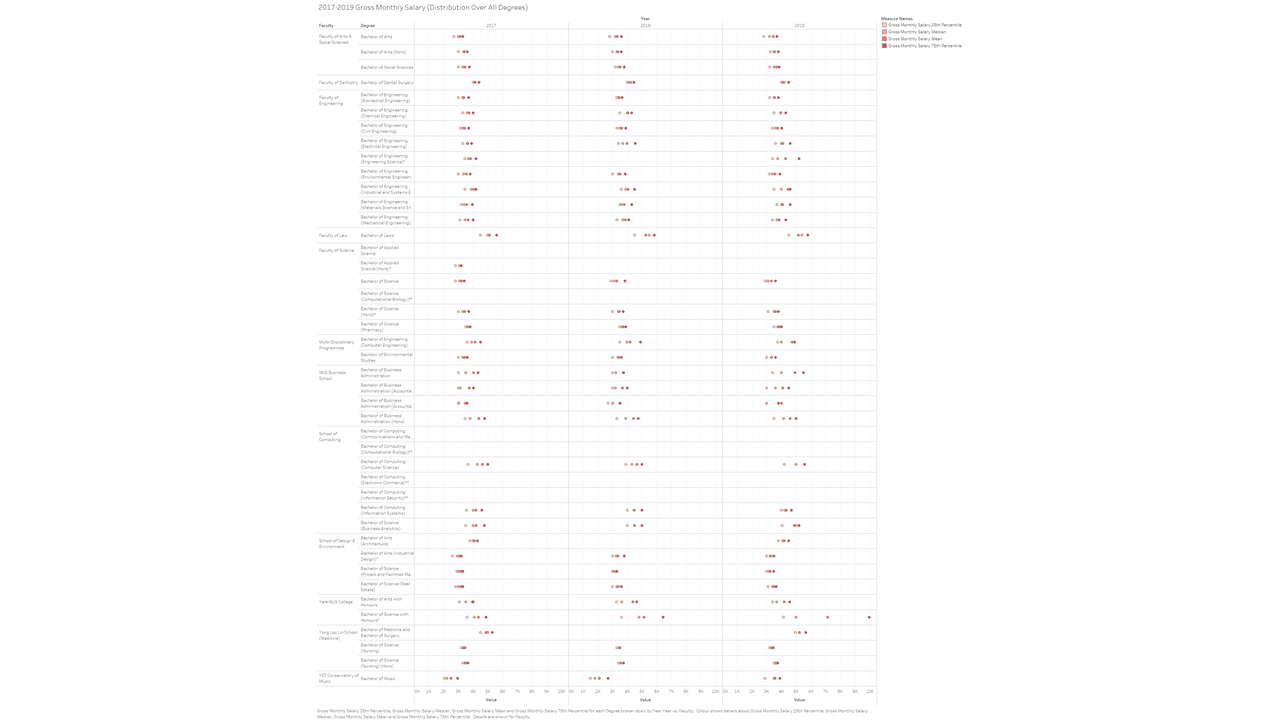 2017-2019 Gross Monthly Salary (Distribution Over All Degrees)
Year
Faculty Degree 2017 2018 2019
Measure Names
Gross Monthly Salary 25th Percentile
Gross Monthly Salary Median
Gross Monthly Salary Mean
Gross Monthly Salary 75th Percentile
Faculty of Arts &
Social Sciences
Bachelor of Arts
Bachelor of Arts (Hons)
Bachelor of Social Sciences
Faculty of Dentistry Bachelor of Dental Surgery
Faculty of
Engineering
Bachelor of Engineering
(Biomedical Engineering)
Bachelor of Engineering
(Chemical Engineering)
Bachelor of Engineering
(Civil Engineering)
Bachelor of Engineering
(Electrical Engineering)
Bachelor of Engineering
(Engineering Science)*
Bachelor of Engineering
(Environmental Engineeri..
Bachelor of Engineering
(Industrial and Systems E..
Bachelor of Engineering
(Materials Science and En..
Bachelor of Engineering
(Mechanical Engineering)
Faculty of Law Bachelor of Laws
Faculty of Science
Bachelor of Applied
Science
Bachelor of Applied
Science (Hons)*
Bachelor of Science
Bachelor of Science
(Computational Biology)**
Bachelor of Science
(Hons)*
Bachelor of Science
(Pharmacy)
Multi-Disciplinary
Programmes
Bachelor of Engineering
(Computer Engineering)
Bachelor of Environmental
Studies
NUS Business
School
Bachelor of Business
Administration
Bachelor of Business
Administration (Accounta..
Bachelor of Business
Administration (Accounta..
Bachelor of Business
Administration (Hons)
School of
Computing
Bachelor of Computing
(Communications and Me..
Bachelor of Computing
(Computational Biology)**
Bachelor of Computing
(Computer Science)
Bachelor of Computing
(Electronic Commerce)**
Bachelor of Computing
(Information Security)**
Bachelor of Computing
(Information Systems)
Bachelor of Science
(Business Analytics)
School of Design &
Environment
Bachelor of Arts
(Architecture)
Bachelor of Arts (Industrial
Design)*
Bachelor of Science
(Project and Facilities Ma..
Bachelor of Science (Real
Estate)
Yale-NUS College
Bachelor of Arts with
Honours
Bachelor of Science with
Honours*
Yong Loo Lin School
(Medicine)
Bachelor of Medicine and
Bachelor of Surgery
Bachelor of Science
(Nursing)
Bachelor of Science
(Nursing) (Hons)
YST Conservatory of
Music
Bachelor of Music
0K 1K 2K 3K 4K 5K 6K 7K 8K 9K 10K 0K 1K 2K 3K 4K 5K 6K 7K 8K 9K 10K 0K 1K 2K 3K 4K 5K 6K 7K 8K 9K 10K
Value Value Value
Gross Monthly Salary 25th Percentile, Gross Monthly Salary Median, Gross Monthly Salary Mean and Gross Monthly Salary 75th Percentile for each Degree broken down by Year Year vs. Faculty. Colour shows details about Gross Monthly Salary 25th Percentile, Gross Monthly Salary
Median, Gross Monthly Salary Mean and Gross Monthly Salary 75th Percentile. Details are shown for Faculty.